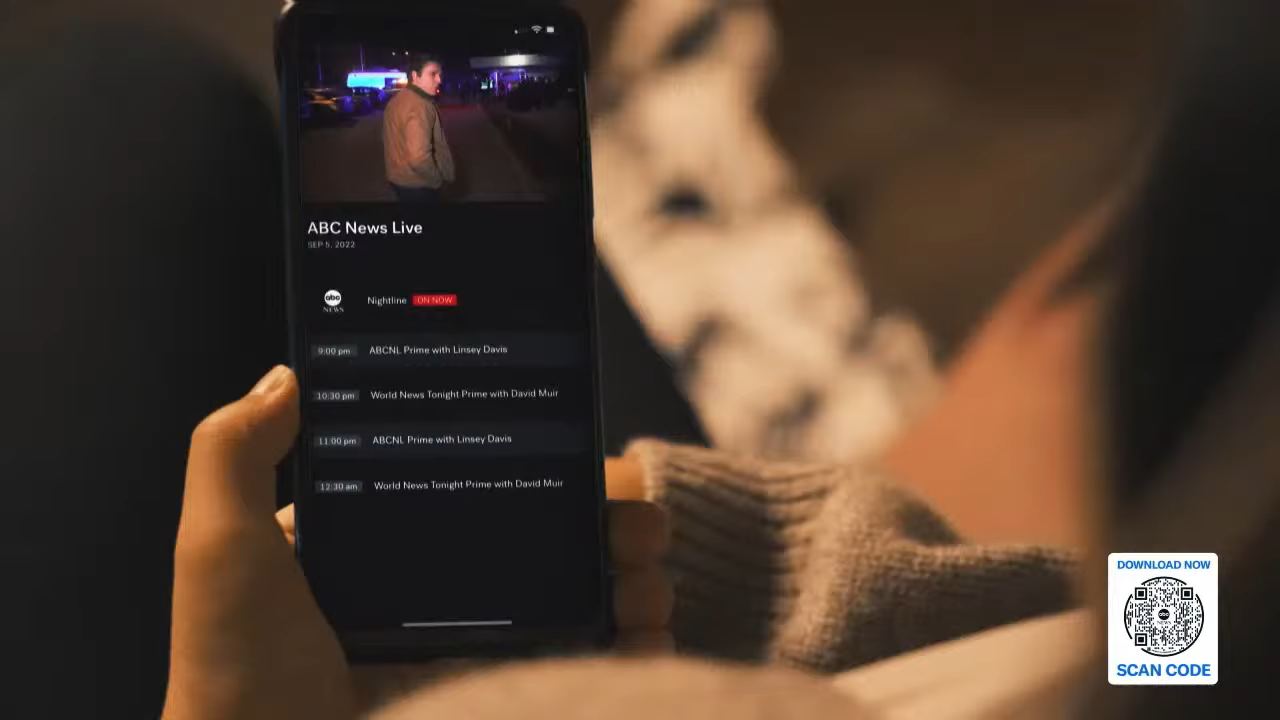 ABC News Live
SEP 5, 2022
abc
NEWS
Nightline ON NOW
9:00 pm ABCNL Prime with Linsey Davis
10:30 pm World News Tonight Prime with David Muir
11:00 pm ABCNL Prime with Linsey Davis
12:30 am World News Tonight Prime with David Muir
DOWNLOAD NOW
abc
SCAN CODE